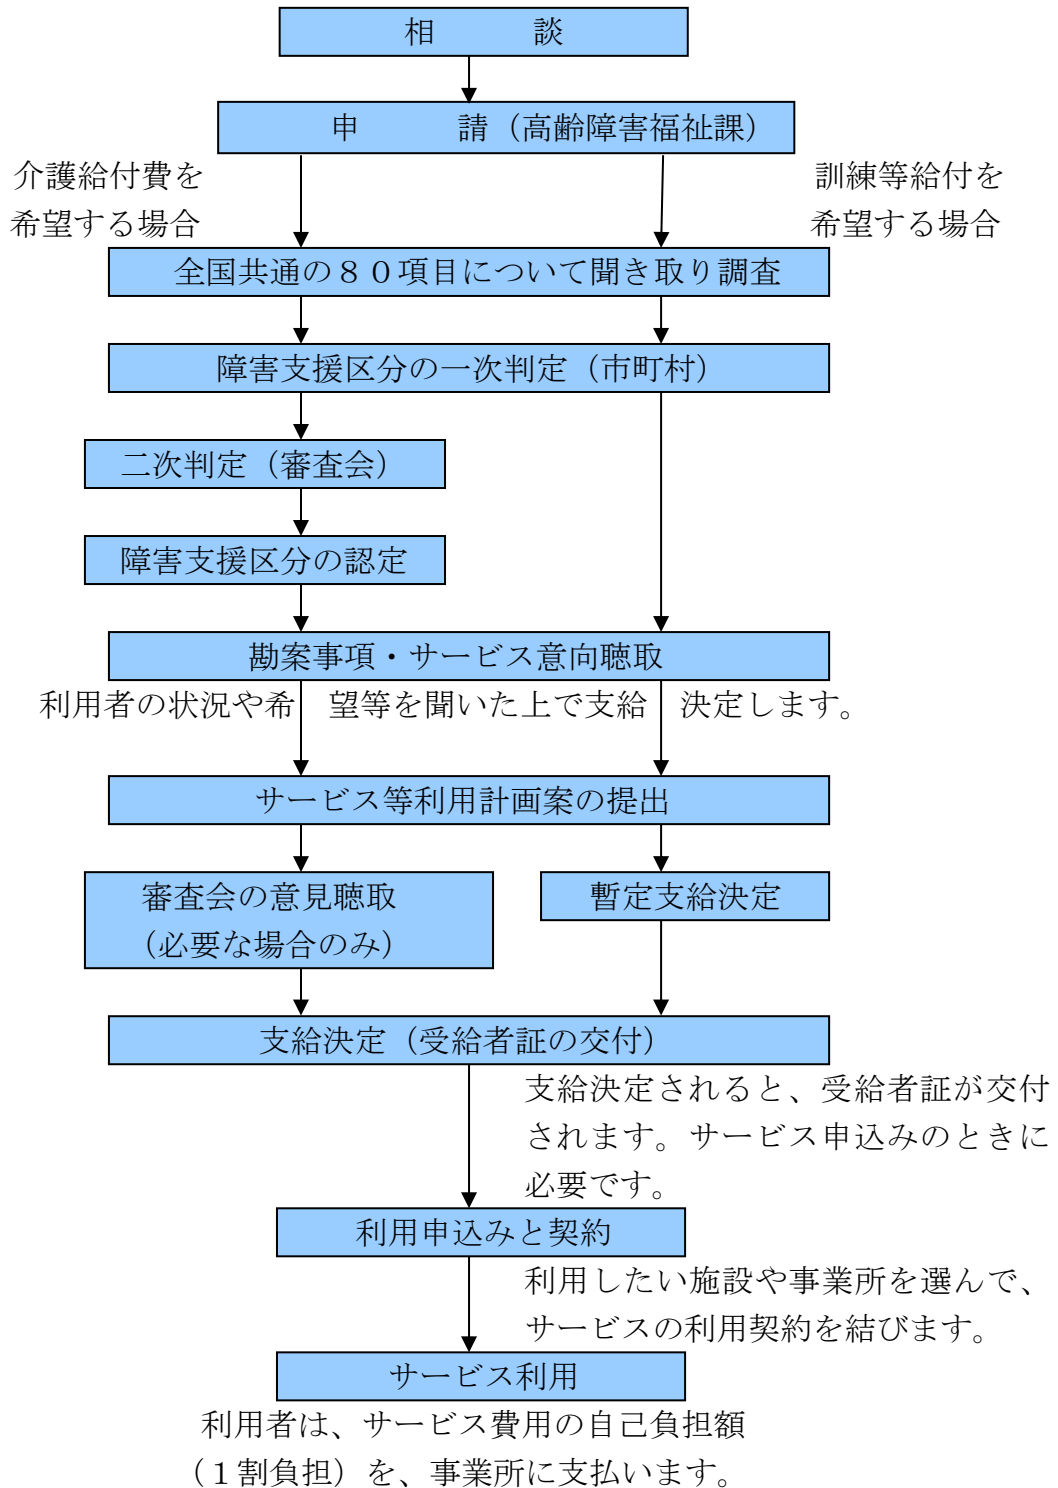 相　　　談
申　　　請（高齢障害福祉課）
介護給付費を
希望する場合
訓練等給付を
希望する場合
全国共通の８０項目について聞き取り調査
障害支援区分の一次判定（市町村）
二次判定（審査会）
障害支援区分の認定
勘案事項・サービス意向聴取
利用者の状況や希　望等を聞いた上で支給　決定します。
サービス等利用計画案の提出
審査会の意見聴取
（必要な場合のみ）
暫定支給決定
支給決定（受給者証の交付）
支給決定されると、受給者証が交付
されます。サービス申込みのときに
必要です。
利用申込みと契約
利用したい施設や事業所を選んで、
サービスの利用契約を結びます。
サービス利用
利用者は、サービス費用の自己負担額
（１割負担）を、事業所に支払います。